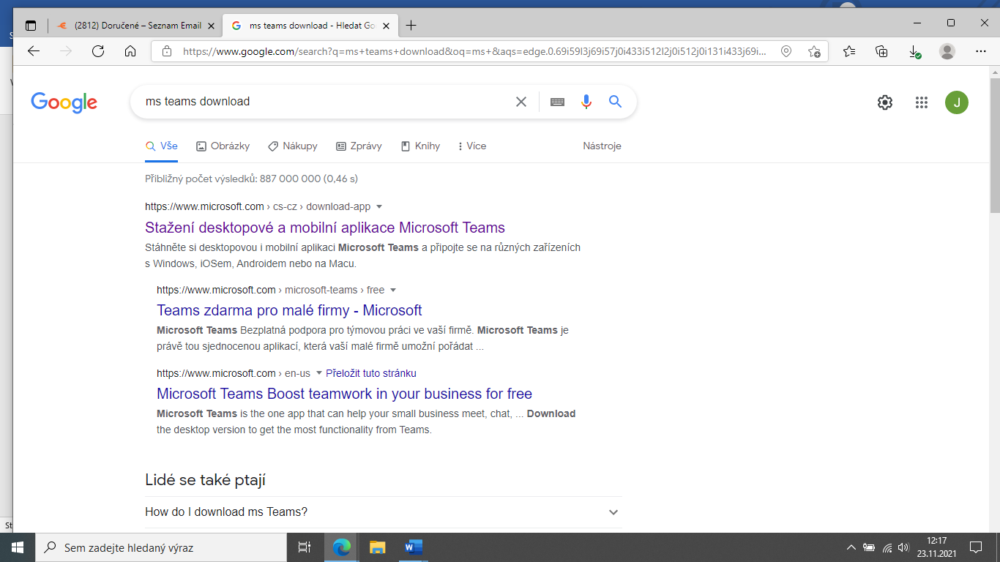 (2812) Doručené – Seznam Email
ms teams download - Hledat Go
https://www.google.com/search?q=ms+teams+download&oq=ms+&aqs=edge.0.69i59l3j69i57j0i433i512l2j0i512j0i131i433j69i...
Google
ms teams download
J
Vše
Obrázky
Nákupy
Zprávy
Knihy
Více
Nástroje
Přibližný počet výsledků: 887 000 000 (0,46 s)
https://www.microsoft.com › cs-cz › download-app
Stažení desktopové a mobilní aplikace Microsoft Teams
Stáhněte si desktopovou i mobilní aplikaci Microsoft Teams a připojte se na různých zařízeních
s Windows, iOSem, Androidem nebo na Macu.
https://www.microsoft.com › microsoft-teams › free
Teams zdarma pro malé firmy - Microsoft
Microsoft Teams Bezplatná podpora pro týmovou práci ve vaší firmě. Microsoft Teams je
právě tou sjednocenou aplikací, která vaší malé firmě umožní pořádat ...
https://www.microsoft.com › en-us Přeložit tuto stránku
Microsoft Teams Boost teamwork in your business for free
Microsoft Teams is the one app that can help your small business meet, chat, ... Download
the desktop version to get the most functionality from Teams.
Lidé se také ptají
How do I download ms Teams?
St
Sem zadejte hledaný výraz
W
12:17
23.11.2021